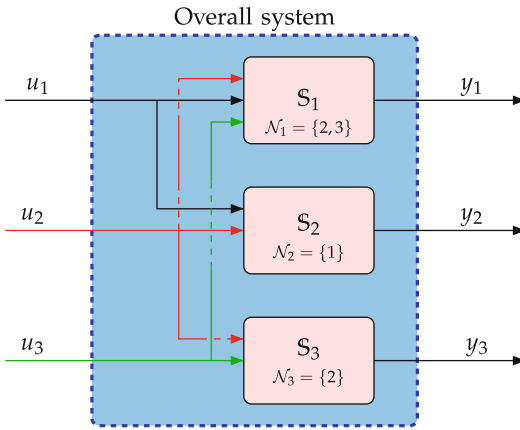 Overall system
u₁
𝕊₁
𝒩₁ = {2, 3}
y₁
u₂
𝕊₂
𝒩₂ = {1}
y₂
u₃
𝕊₃
𝒩₃ = {2}
y₃